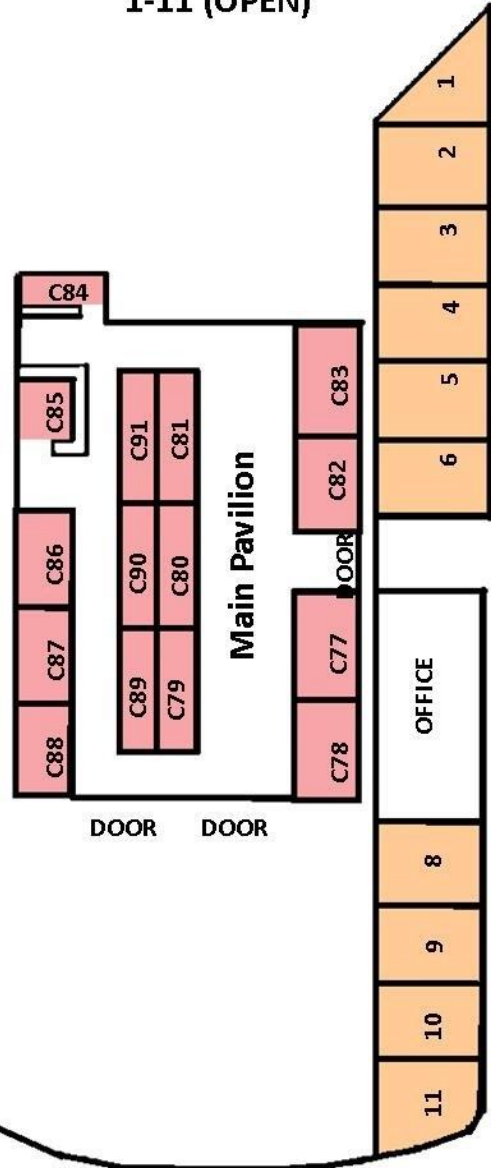 1-11 (OPEN)
1
2
3
4
5
6
C84
C85
C91
C81
C83
C82
C86
C90
C80
Main Pavilion
DOOR
C87
C89
C79
C77
C88
C78
OFFICE
DOOR DOOR
8
9
10
11